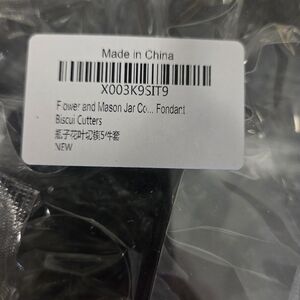 Made in China
X003K9SIT9
Flower and Mason Jar Co... Fondant
Biscui Cutters
瓶子花叶切模5件套
NEW